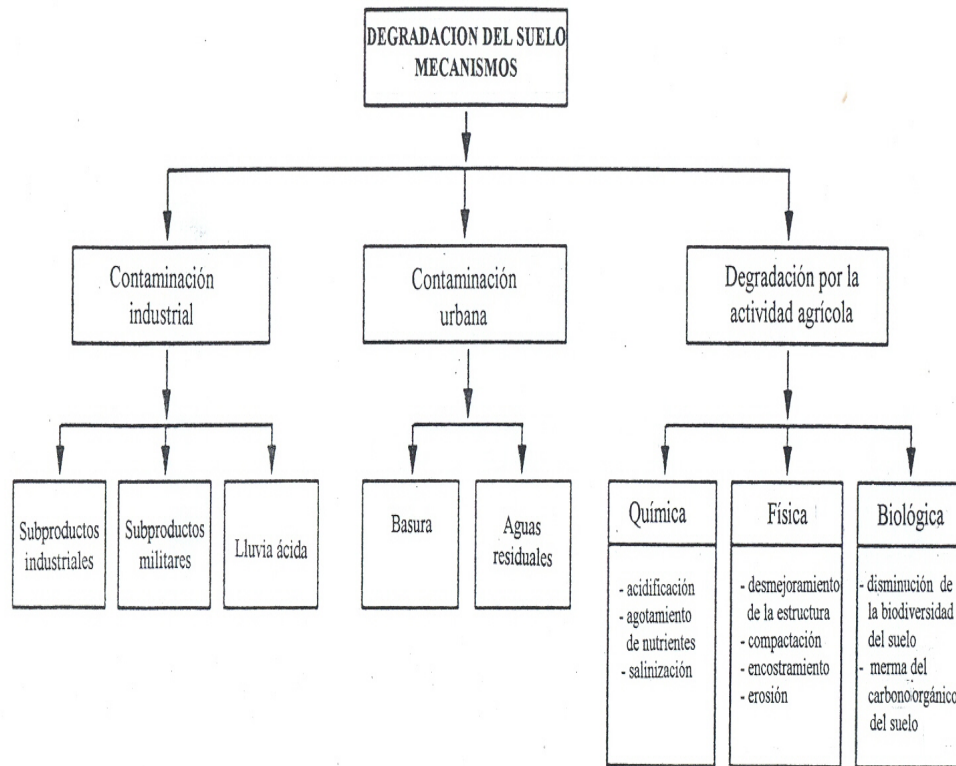 DEGRADACION DEL SUELO
MECANISMOS
Contaminación
industrial
Contaminación
urbana
Degradación por la
actividad agrícola
Subproductos
industriales
Subproductos
militares
Lluvia ácida
Basura
Aguas
residuales
Química
- acidificación
- agotamiento
de nutrientes
- salinización
Física
- desmejoramiento
de la estructura
- compactación
- encostramiento
- erosión
Biológica
- disminución de
la biodiversidad
del suelo
- merma del
carbono orgánico
del suelo